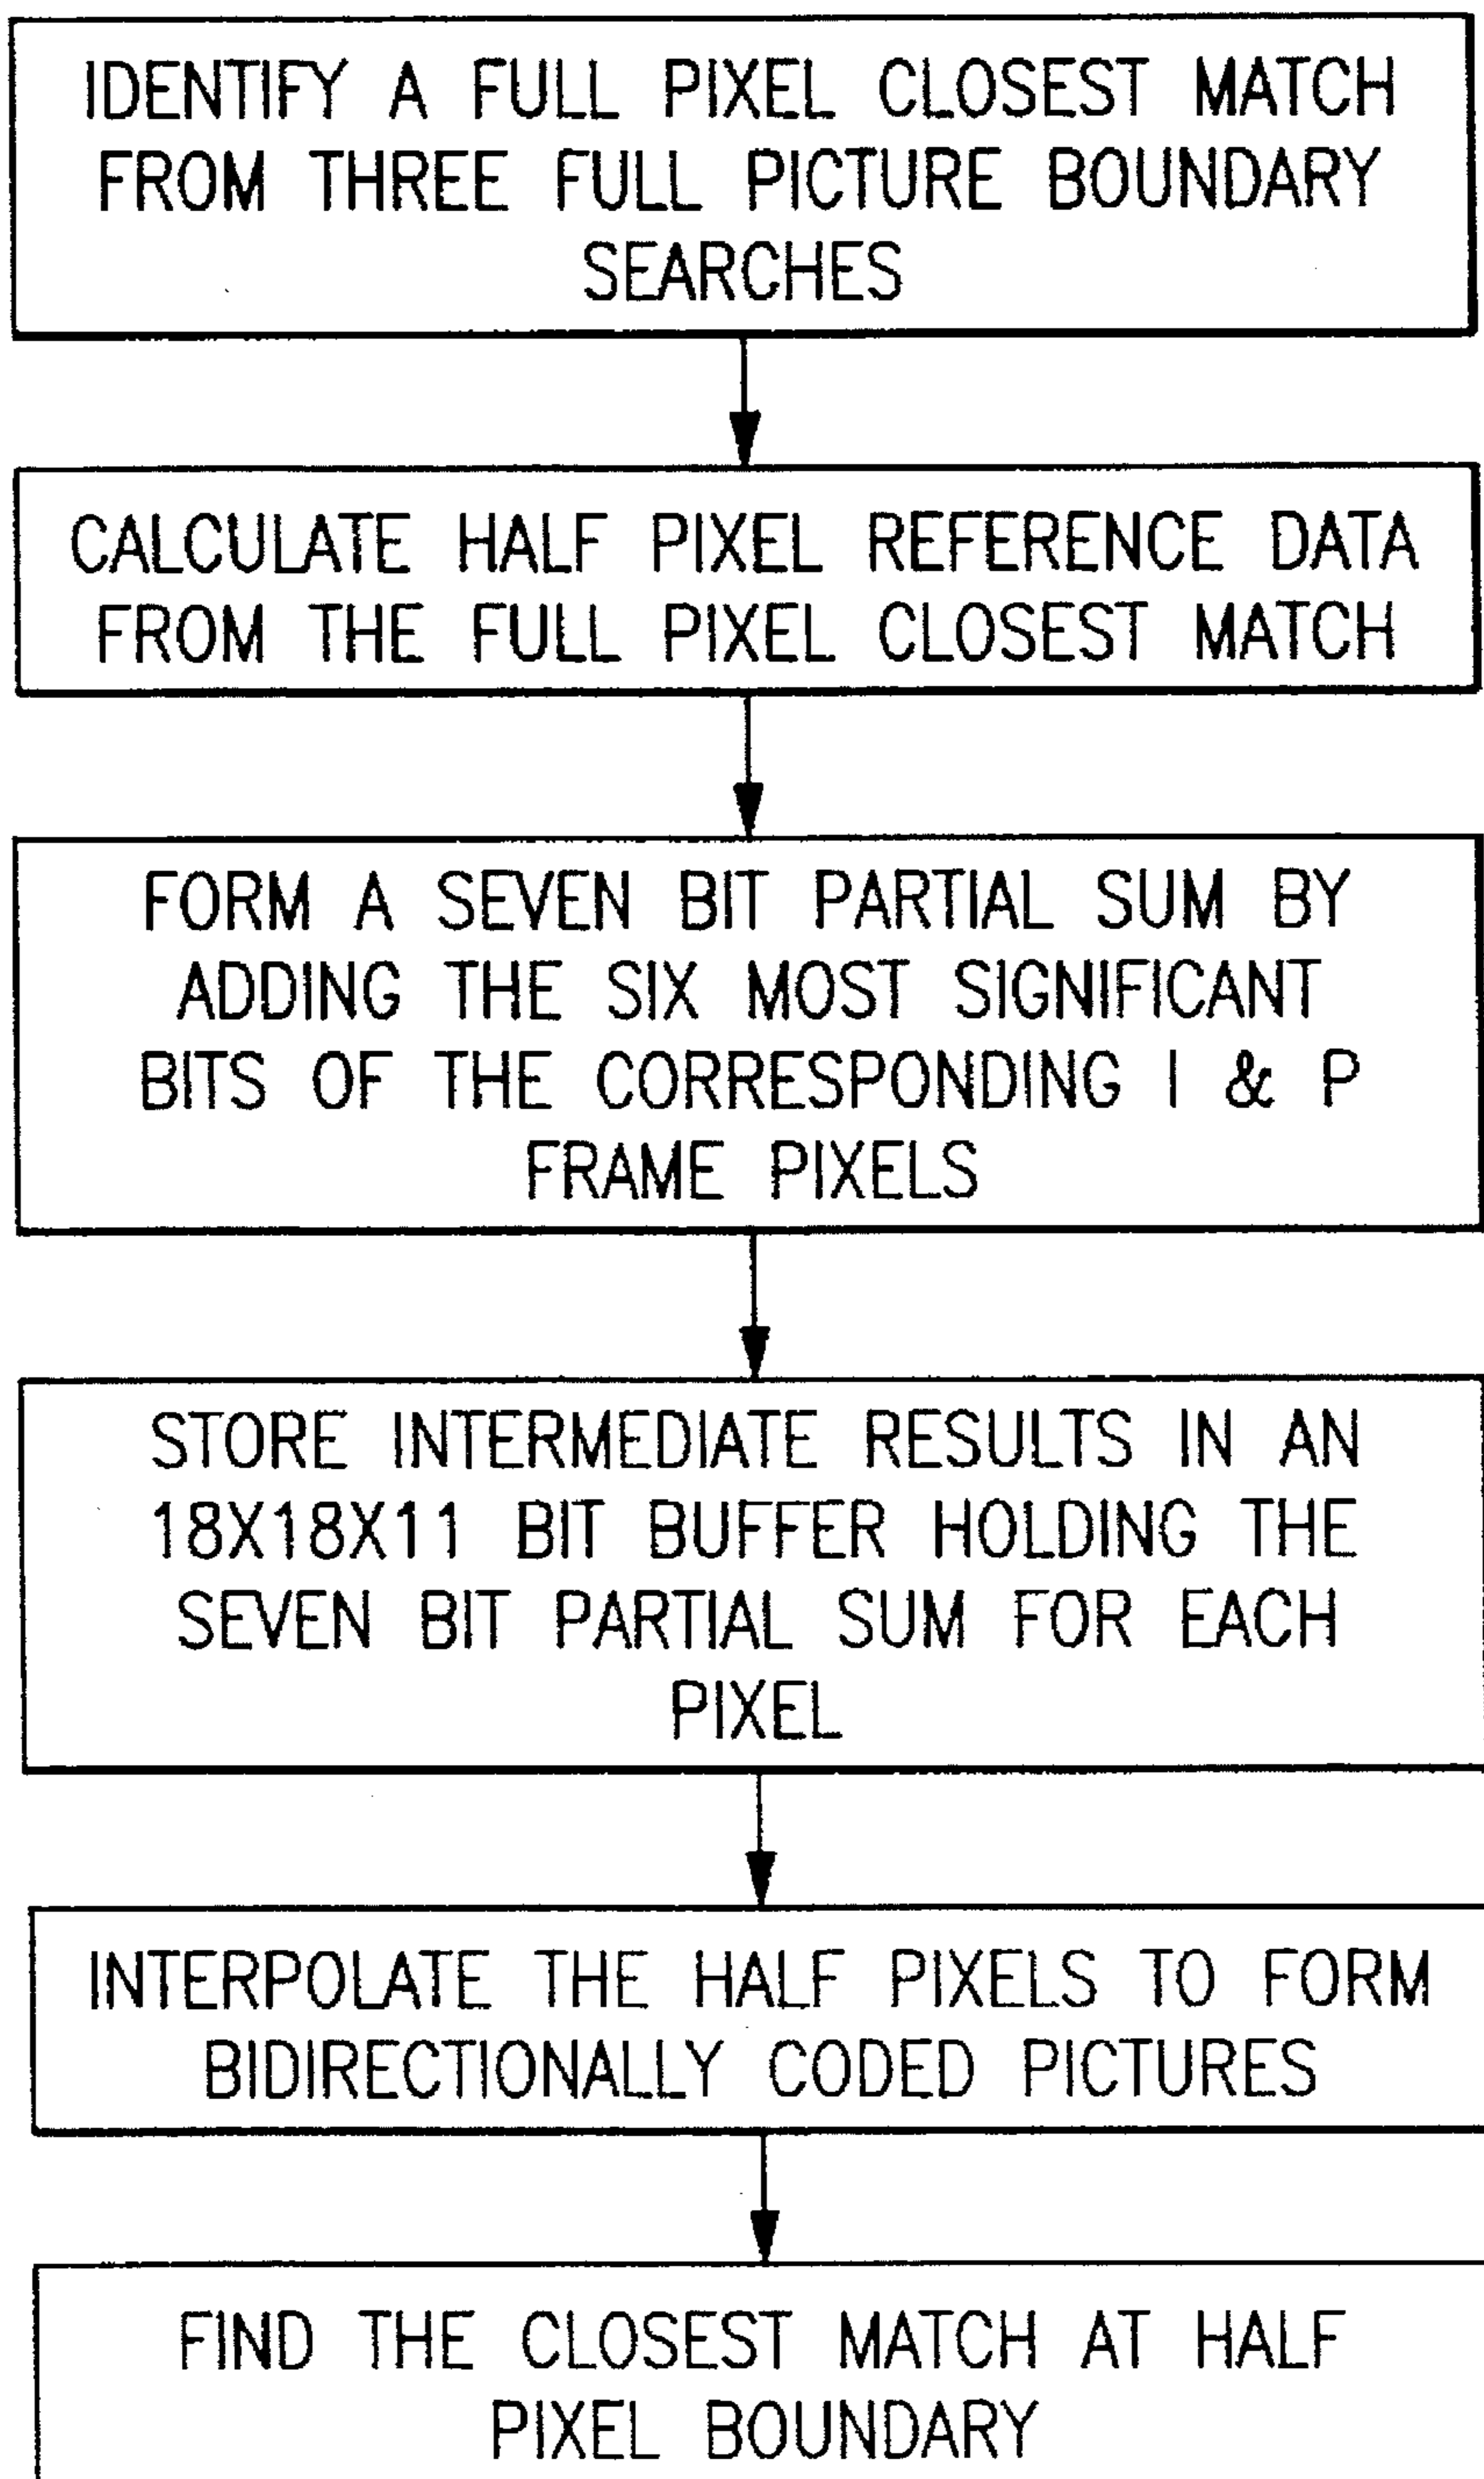 IDENTIFY A FULL PIXEL CLOSEST MATCH
FROM THREE FULL PICTURE BOUNDARY
SEARCHES
CALCULATE HALF PIXEL REFERENCE DATA
FROM THE FULL PIXEL CLOSEST MATCH
FORM A SEVEN BIT PARTIAL SUM BY
ADDING THE SIX MOST SIGNIFICANT
BITS OF THE CORRESPONDING I & P
FRAME PIXELS
STORE INTERMEDIATE RESULTS IN AN
18X18X11 BIT BUFFER HOLDING THE
SEVEN BIT PARTIAL SUM FOR EACH
PIXEL
INTERPOLATE THE HALF PIXELS TO FORM
BIDIRECTIONALLY CODED PICTURES
FIND THE CLOSEST MATCH AT HALF
PIXEL BOUNDARY